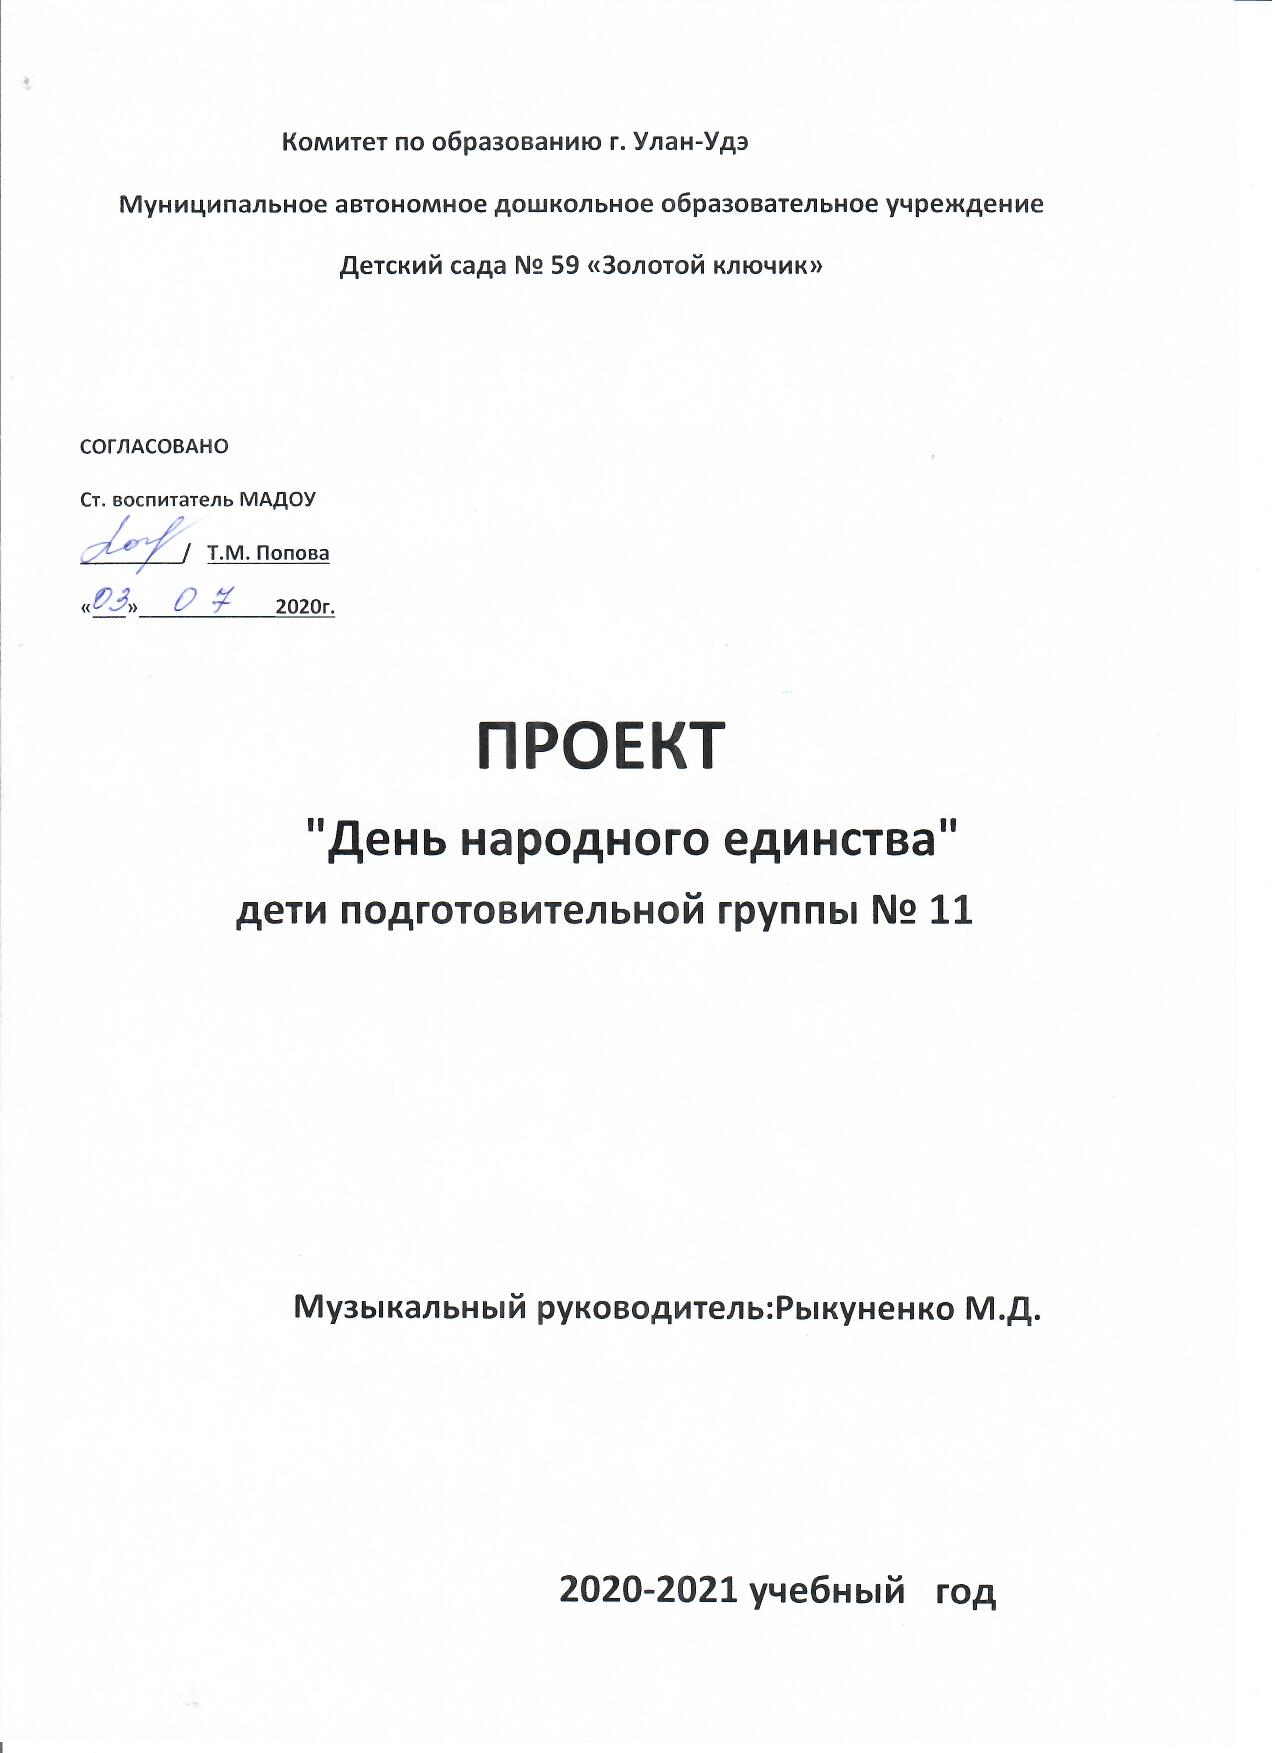 Комитет по образованию г. Улан-Удэ
Муниципальное автономное дошкольное образовательное учреждение
Детский сада № 59 «Золотой ключик»
СОГЛАСОВАНО
Ст. воспитатель МАДОУ
/ Т.М. Попова
«03» 07 2020г.
ПРОЕКТ
"День народного единства"
дети подготовительной группы № 11
Музыкальный руководитель:Рыкуненко М.Д.
2020-2021 учебный год